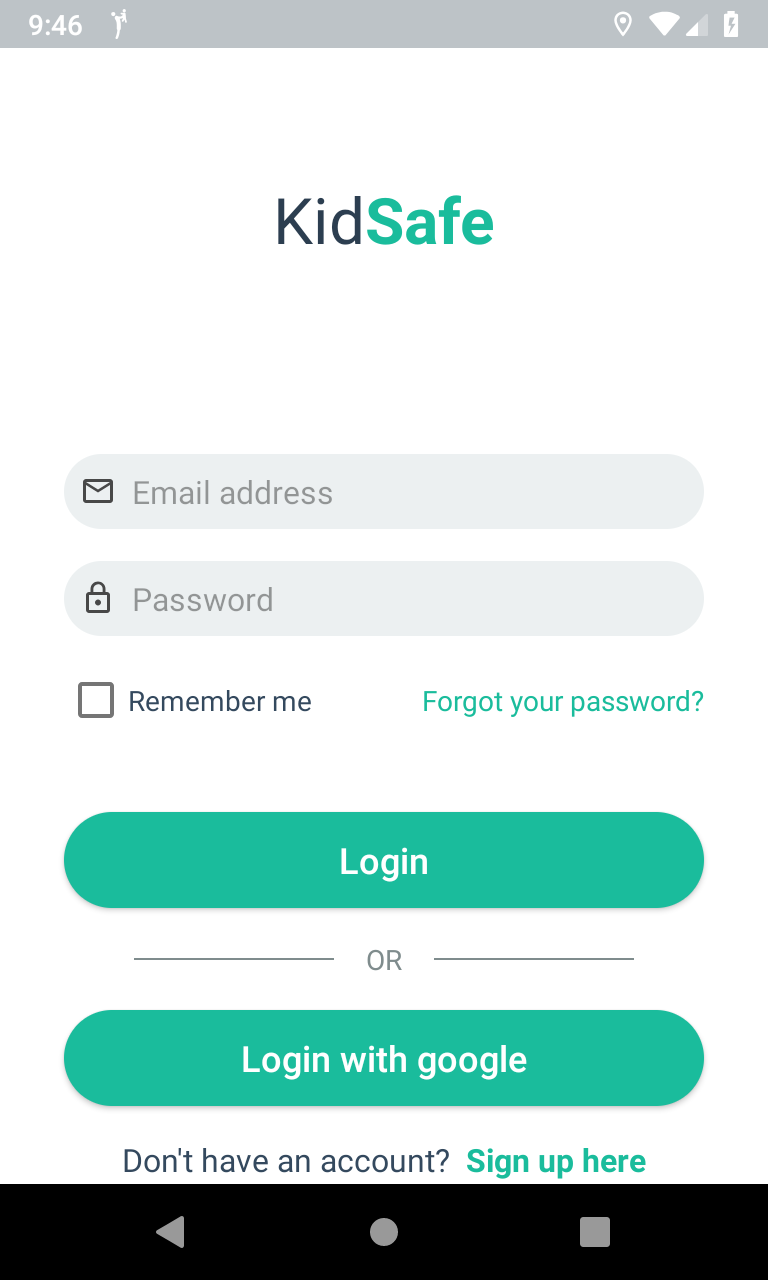 9:46
KidSafe
Email address
Password
Remember me Forgot your password?
Login
OR
Login with google
Don't have an account? Sign up here